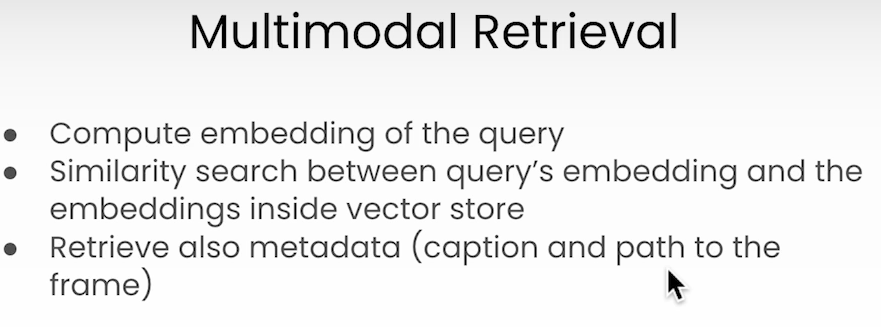 Multimodal Retrieval
● Compute embedding of the query
● Similarity search between query’s embedding and the
embeddings inside vector store
● Retrieve also metadata (caption and path to the
frame)